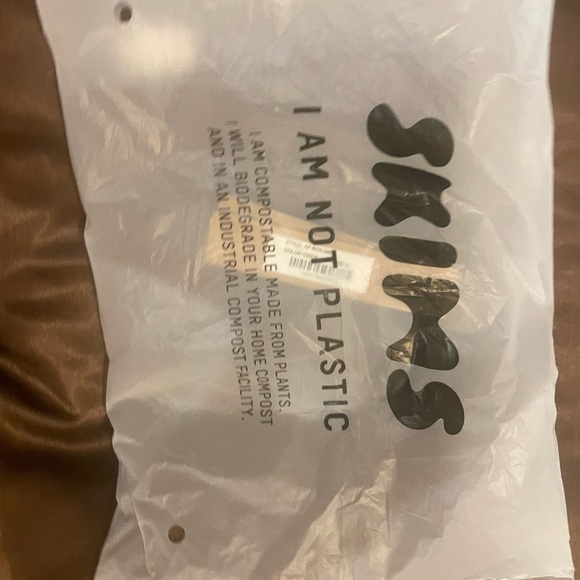 SKIMS
I AM NOT PLASTIC
I AM COMPOSTABLE MADE FROM PLANTS.
I WILL BIODEGRADE IN YOUR HOME COMPOST
AND IN AN INDUSTRIAL COMPOST FACILITY.